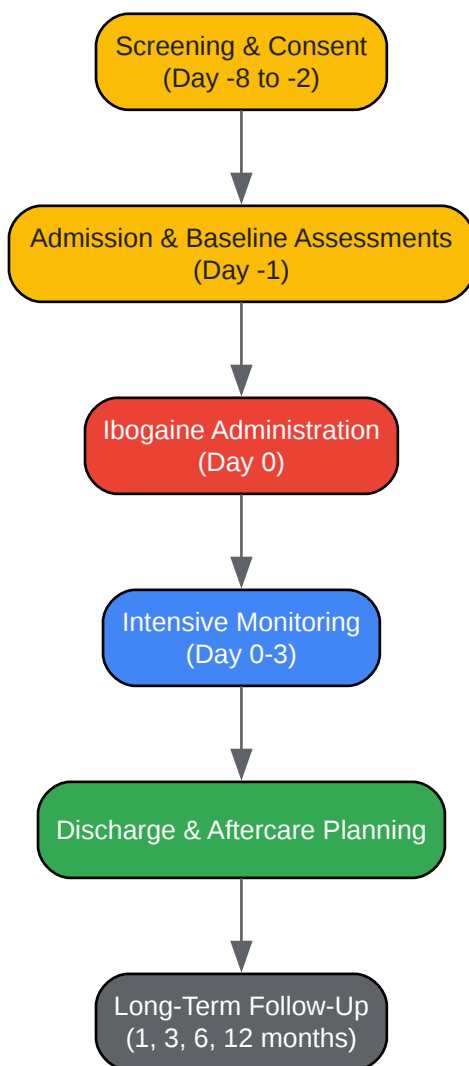 Screening & Consent
(Day -8 to -2)
Admission & Baseline Assessments
(Day -1)
Ibogaine Administration
(Day 0)
Intensive Monitoring
(Day 0-3)
Discharge & Aftercare Planning
Long-Term Follow-Up
(1, 3, 6, 12 months)